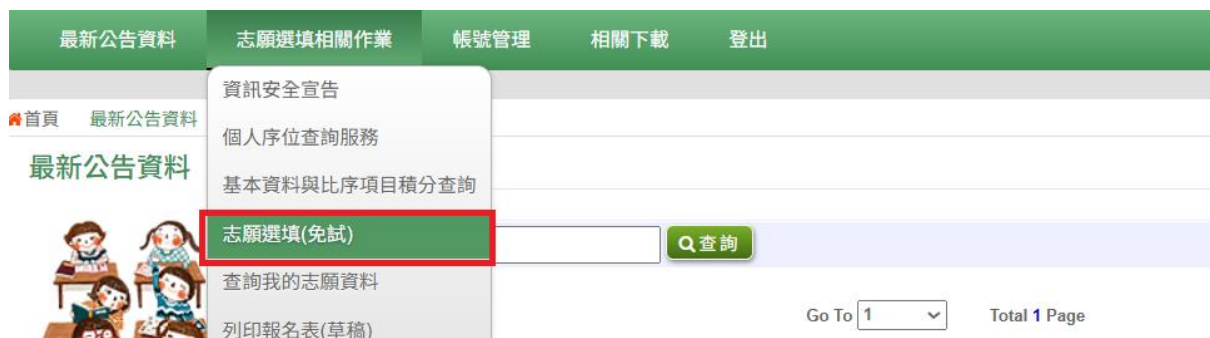 最新公告資料 志願選填相關作業 帳號管理 相關下載 登出
資訊安全宣告
首頁 最新公告資料
個人序位查詢服務
最新公告資料
基本資料與比序項目積分查詢
志願選填(免試)
查詢
查詢我的志願資料
Go To 1 Total 1 Page
列印報名表(草稿)